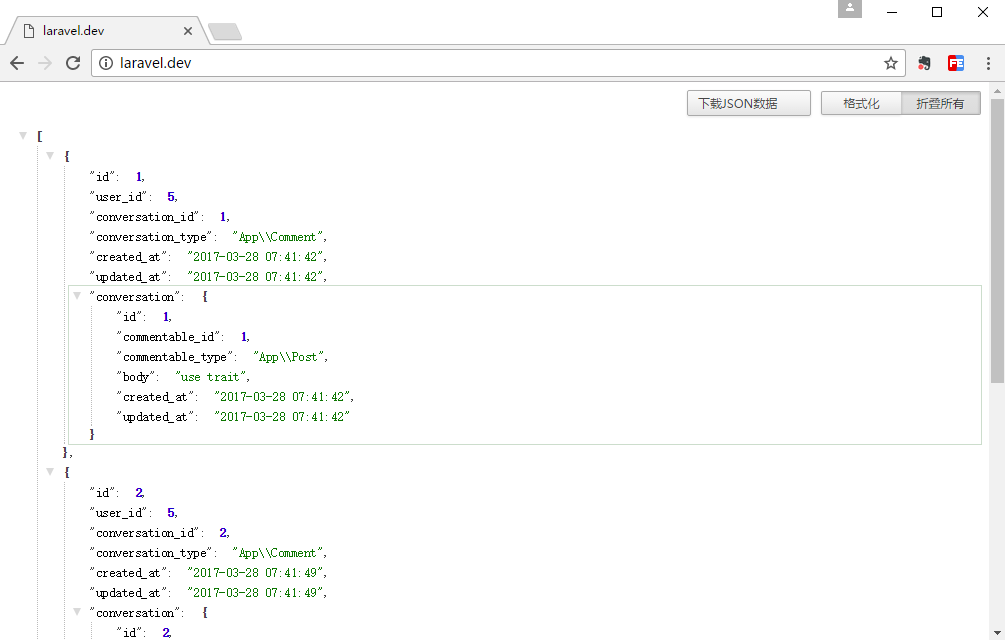 laravel.dev
laravel.dev
下载JSON数据 格式化 折叠所有
[
{
"id": 1,
"user_id": 5,
"conversation_id": 1,
"conversation_type": "App\\Comment",
"created_at": "2017-03-28 07:41:42",
"updated_at": "2017-03-28 07:41:42",
"conversation": {
"id": 1,
"commentable_id": 1,
"commentable_type": "App\\Post",
"body": "use trait",
"created_at": "2017-03-28 07:41:42",
"updated_at": "2017-03-28 07:41:42"
}
},
{
"id": 2,
"user_id": 5,
"conversation_id": 2,
"conversation_type": "App\\Comment",
"created_at": "2017-03-28 07:41:49",
"updated_at": "2017-03-28 07:41:49",
"conversation": {
"id": 2,